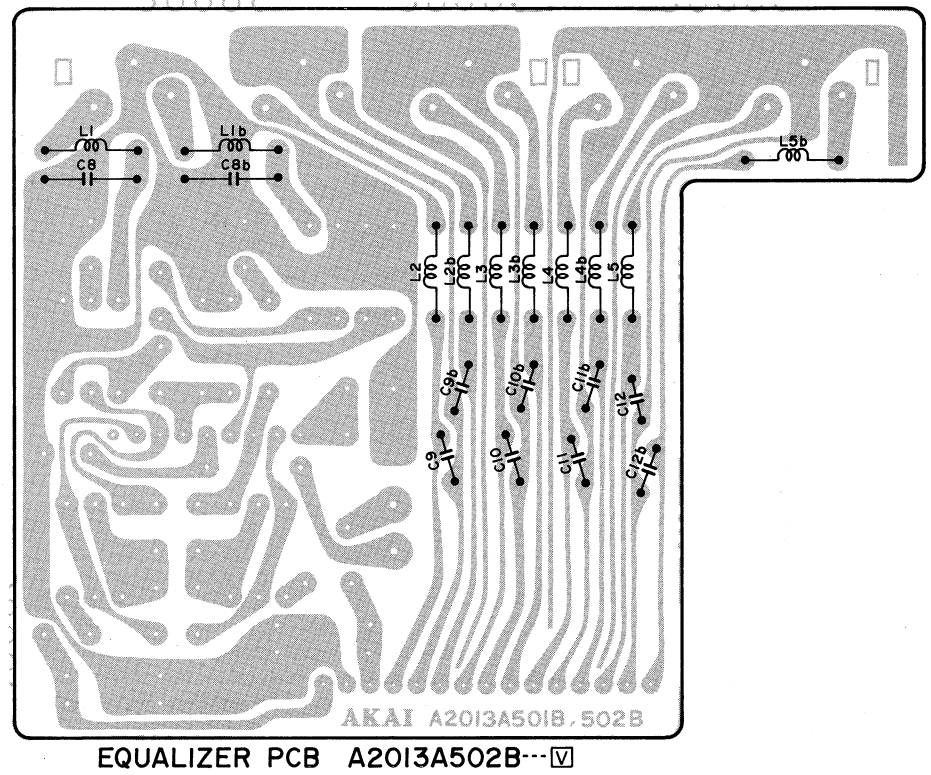 L1 L1b L5b
C8 C8b
L2 L2b L3 L3b L4 L4b L5
C9b C10b C11b C12
C9 C10 C11 C12b
AKAI A2013A501B, 502B
EQUALIZER PCB A2013A502B---V